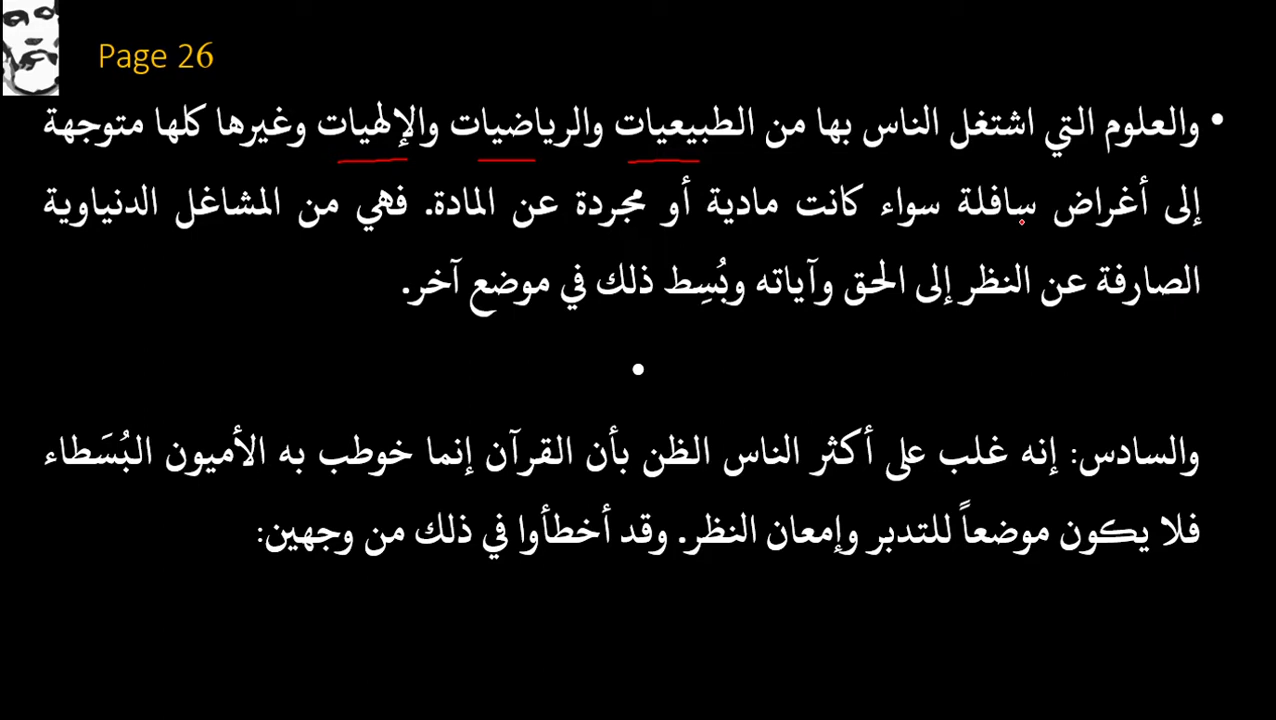 Page 26
• والعلوم التي اشتغل الناس بها من الطبيعيات والرياضيات والإلهيات وغيرها كلها متوجهة
إلى أغراض سافلة سواء كانت مادية أو مجردة عن المادة. فهي من المشاغل الدنياوية
الصارفة عن النظر إلى الحق وآياته وبُسِط ذلك في موضع آخر.
•
والسادس: إنه غلب على أكثر الناس الظن بأن القرآن إنما خوطب به الأميون البُسَطاء
فلا يكون موضعاً للتدبر وإمعان النظر. وقد أخطأوا في ذلك من وجهين: